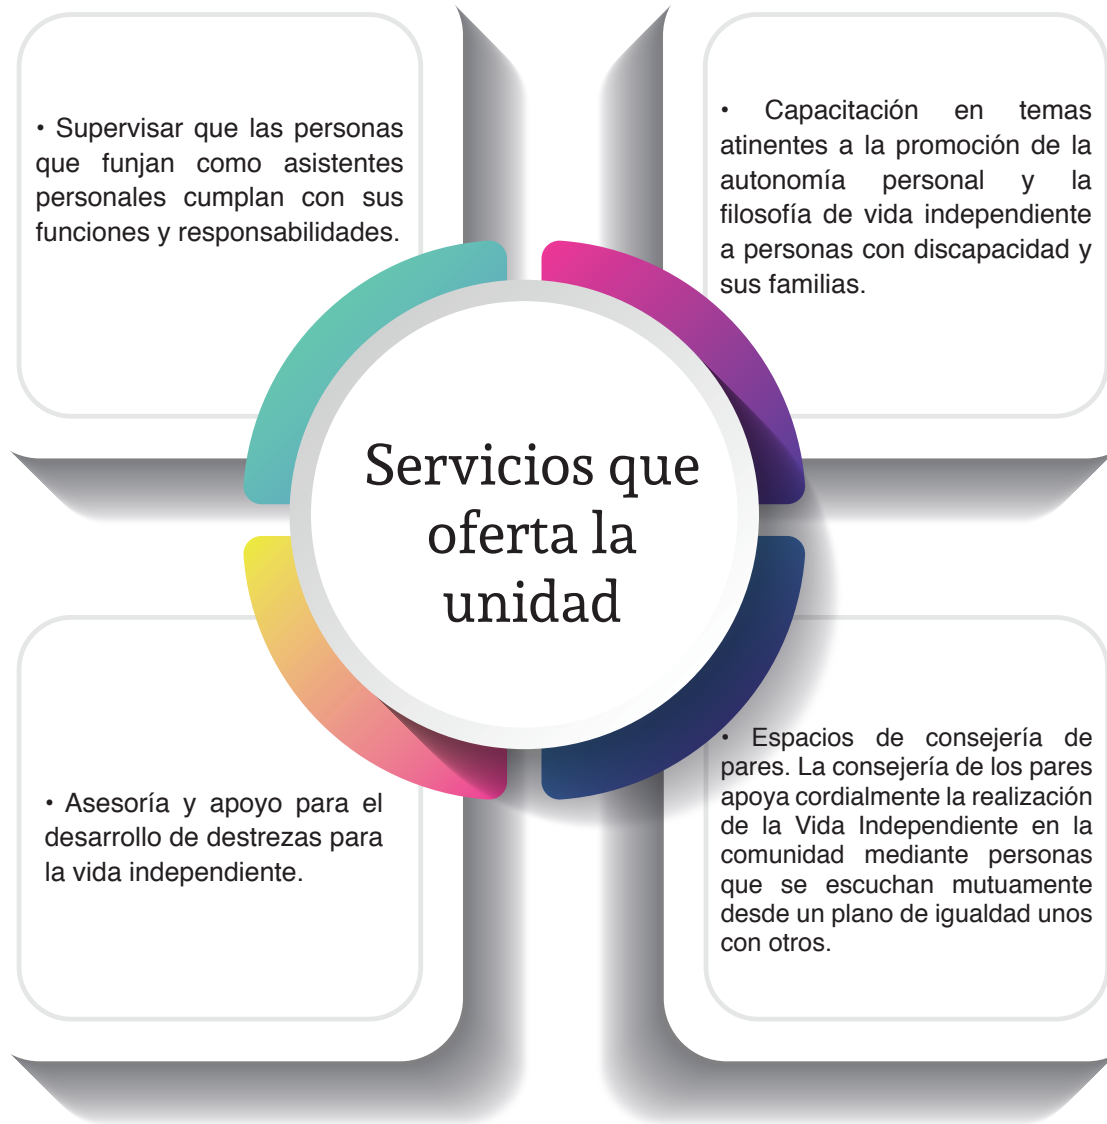 • Supervisar que las personas
que funjan como asistentes
personales cumplan con sus
funciones y responsabilidades.
• Capacitación en temas
atinentes a la promoción de la
autonomía personal y la
filosofía de vida independiente
a personas con discapacidad y
sus familias.
Servicios que
oferta la
unidad
• Asesoría y apoyo para el
desarrollo de destrezas para
la vida independiente.
• Espacios de consejería de
pares. La consejería de los pares
apoya cordialmente la realización
de la Vida Independiente en la
comunidad mediante personas
que se escuchan mutuamente
desde un plano de igualdad unos
con otros.